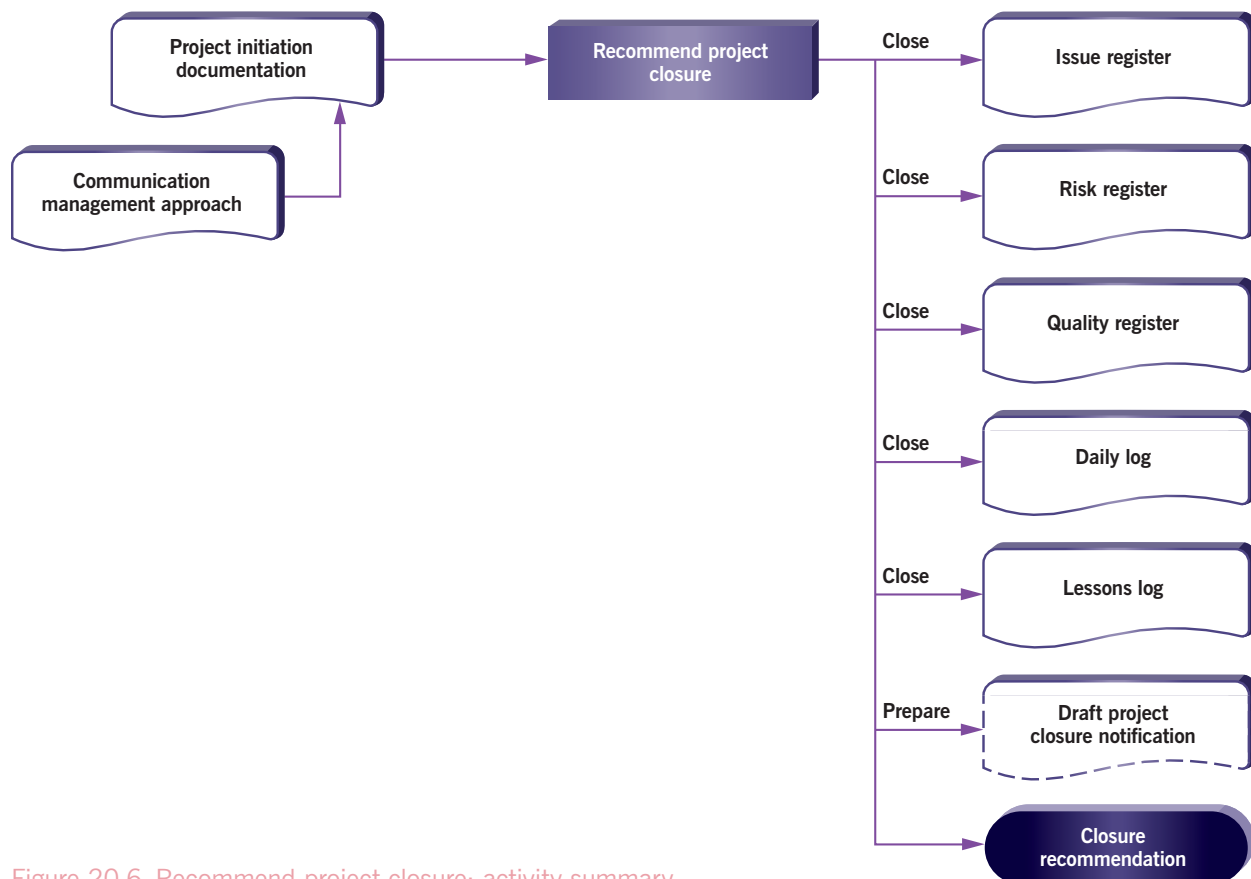 Project initiation
documentation
Recommend project
closure
Close
Issue register
Communication
management approach
Close
Risk register
Close
Quality register
Close
Daily log
Close
Lessons log
Prepare
Draft project
closure notification
Closure
recommendation
Figure 20.6 Recommend project closure: activity summary